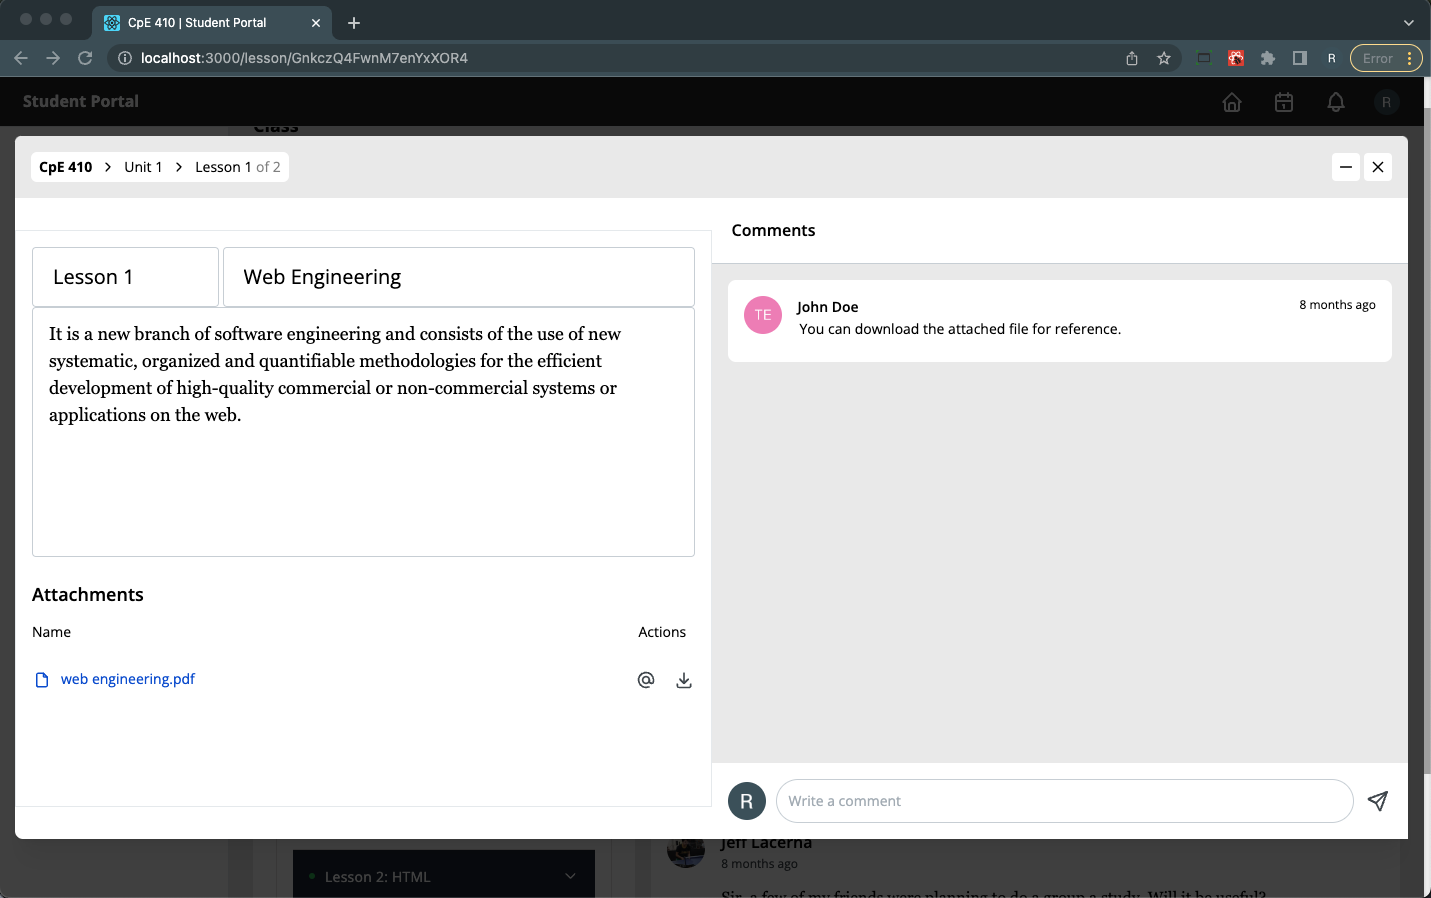 CpE 410 | Student Portal
localhost:3000/lesson/GnkczQ4FwnM7enYxXOR4
R
Error
Student Portal
R
Class
CpE 410 > Unit 1 > Lesson 1 of 2
Comments
Lesson 1
Web Engineering
It is a new branch of software engineering and consists of the use of new
systematic, organized and quantifiable methodologies for the efficient
development of high-quality commercial or non-commercial systems or
applications on the web.
Attachments
Name
Actions
web engineering.pdf
TE
John Doe
8 months ago
You can download the attached file for reference.
R
Write a comment
Lesson 2: HTML
Jeff Lacerna
8 months ago
Sir, a few of my friends were planning to do a group a study. Will it be useful?